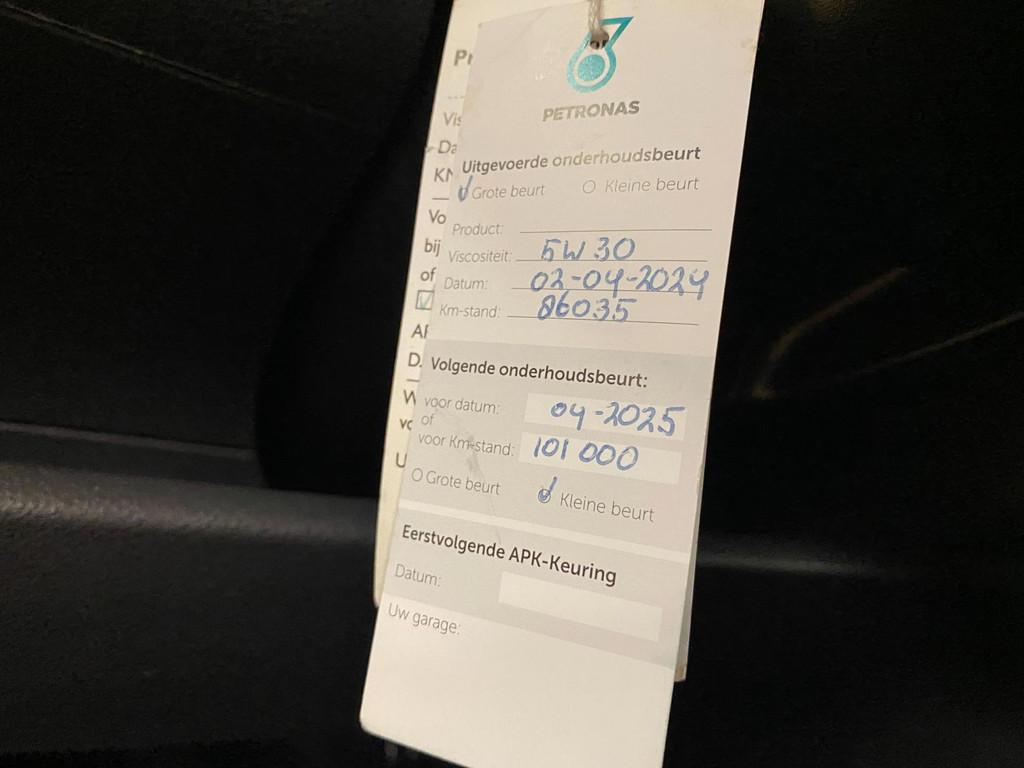 PETRONAS
Uitgevoerde onderhoudsbeurt
Grote beurt Kleine beurt
Product:
Viscositeit: 5W30
Datum: 02-04-2024
Km-stand: 86035
Volgende onderhoudsbeurt:
voor datum: 04-2025
of
voor Km-stand: 101 000
Grote beurt Kleine beurt
Eerstvolgende APK-Keuring
Datum:
Uw garage: